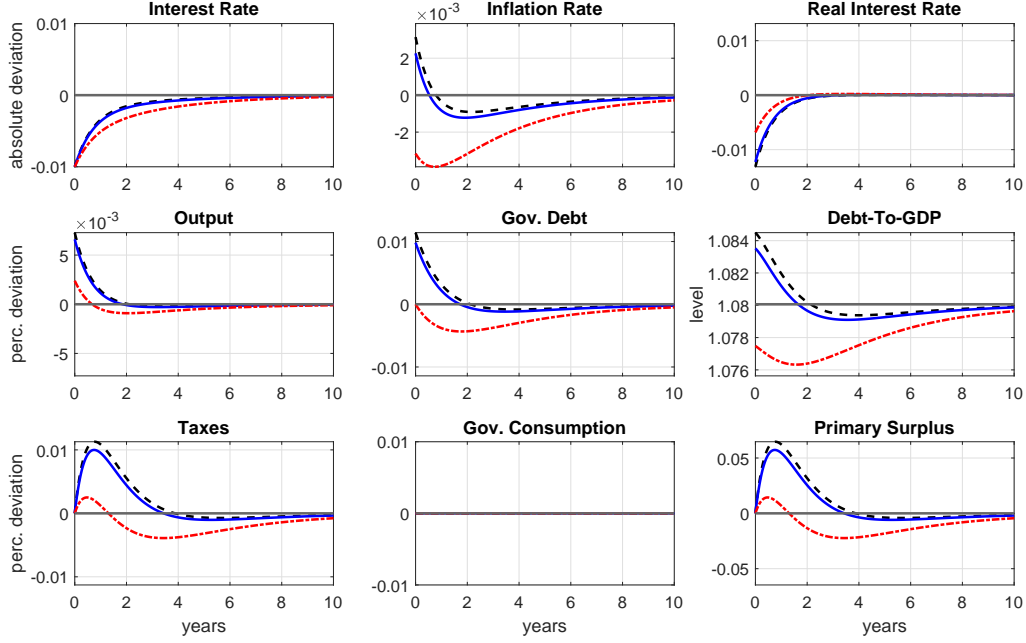 Interest Rate
absolute deviation
0.01
0
-0.01
0 2 4 6 8 10
Inflation Rate
×10⁻³
2
0
-2
0 2 4 6 8 10
Real Interest Rate
0.01
0
-0.01
0 2 4 6 8 10
Output
×10⁻³
perc. deviation
5
0
-5
0 2 4 6 8 10
Gov. Debt
0.01
0
-0.01
0 2 4 6 8 10
Debt-To-GDP
level
1.084
1.082
1.08
1.078
1.076
0 2 4 6 8 10
Taxes
perc. deviation
0.01
0
-0.01
0 2 4 6 8 10
years
Gov. Consumption
0.01
0
-0.01
0 2 4 6 8 10
years
Primary Surplus
0.05
0
-0.05
0 2 4 6 8 10
years